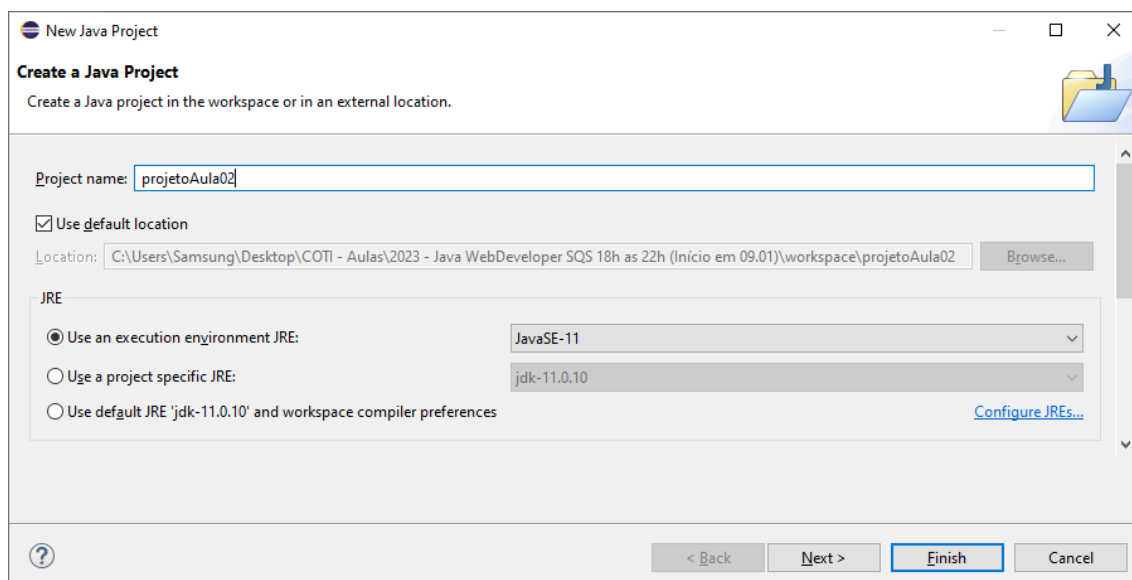 New Java Project
Create a Java Project
Create a Java project in the workspace or in an external location.
Project name: projetoAula02
Use default location
Location: C:\Users\Samsung\Desktop\COTI - Aulas\2023 - Java WebDeveloper SQS 18h as 22h (Início em 09.01)\workspace\projetoAula02 Browse...
JRE
Use an execution environment JRE: JavaSE-11
Use a project specific JRE: jdk-11.0.10
Use default JRE 'jdk-11.0.10' and workspace compiler preferences Configure JREs...
? < Back Next > Finish Cancel